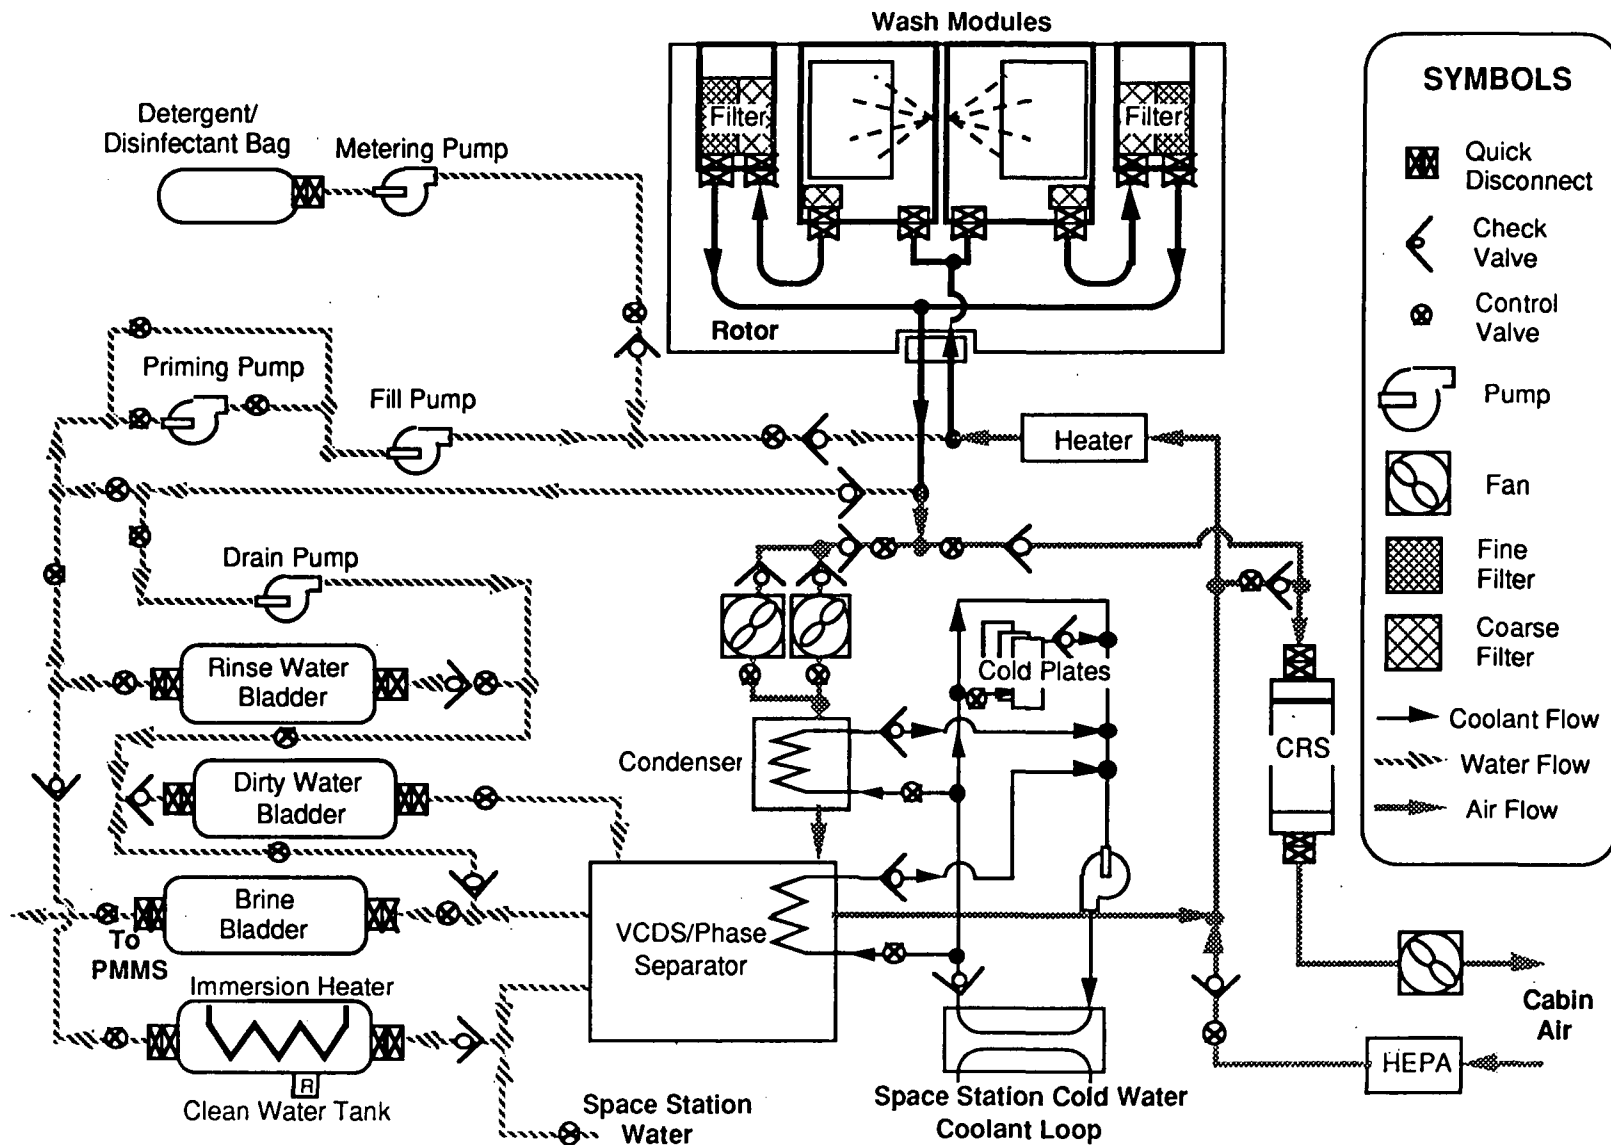 Wash Modules
Filter
Filter
Detergent/
Disinfectant Bag
Metering Pump
Rotor
Priming Pump
Fill Pump
Heater
Drain Pump
Rinse Water
Bladder
Cold Plates
Condenser
CRS
Dirty Water
Bladder
Brine
Bladder
To
PMMS
VCDS/Phase
Separator
Immersion Heater
R
Clean Water Tank
Space Station
Water
Space Station Cold Water
Coolant Loop
Cabin
Air
HEPA
SYMBOLS
Quick
Disconnect
Check
Valve
Control
Valve
Pump
Fan
Fine
Filter
Coarse
Filter
Coolant Flow
Water Flow
Air Flow